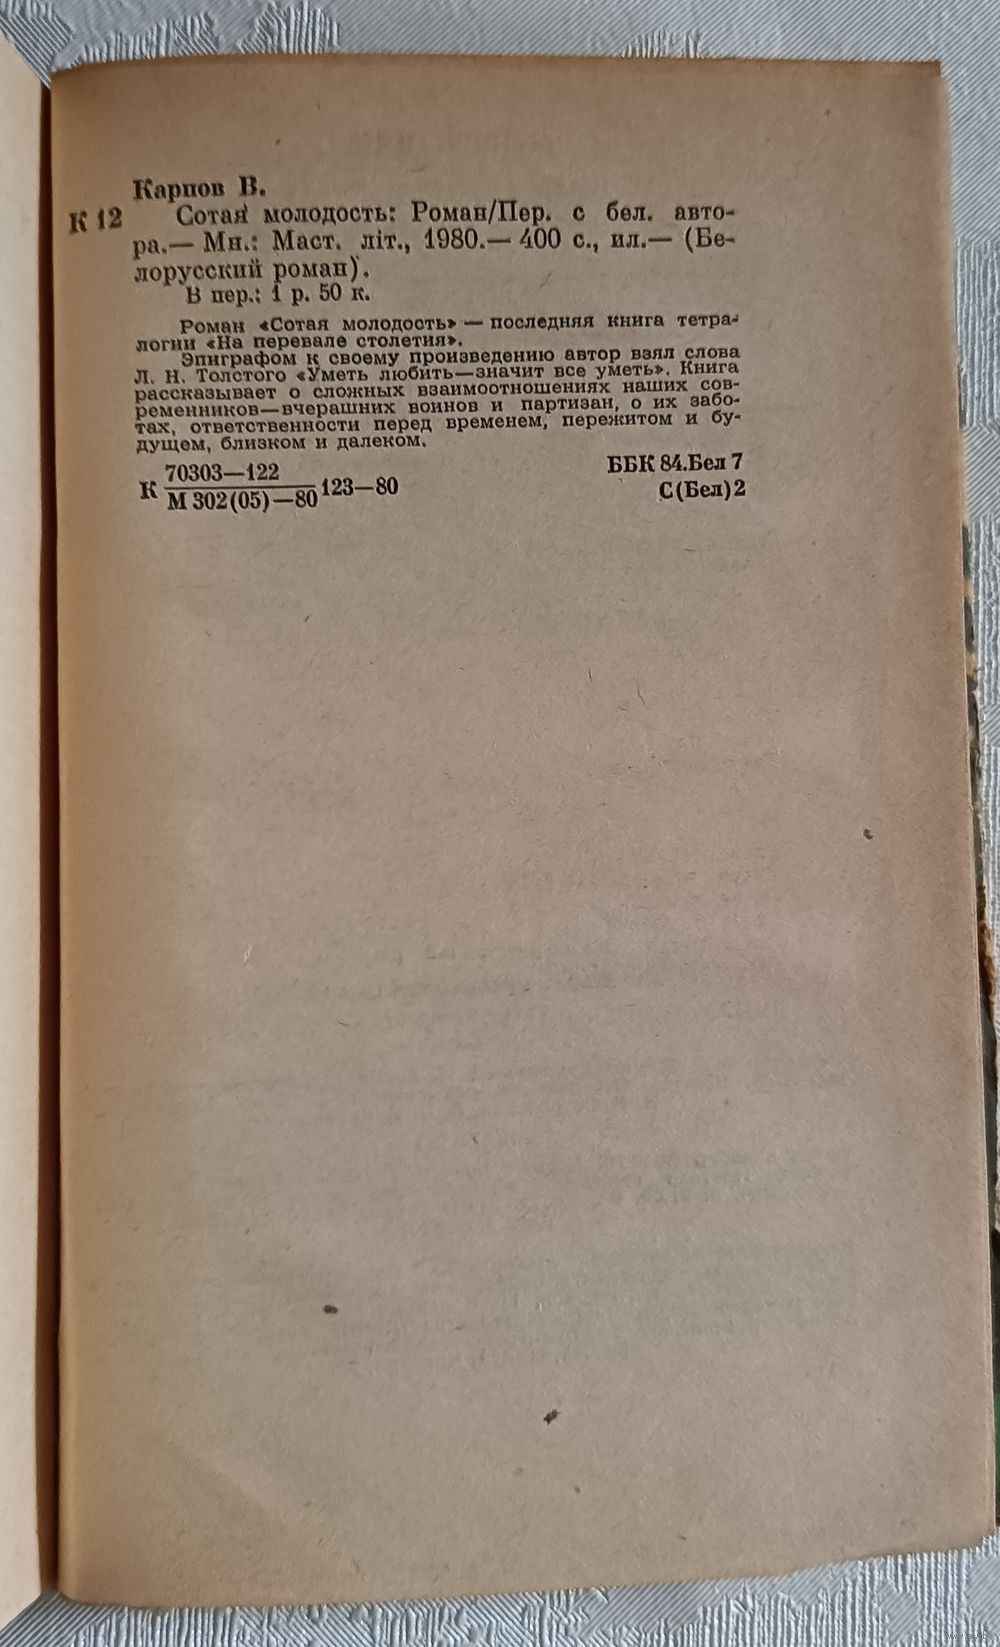 Карпов В.
К 12 Сотая молодость: Роман/Пер. с бел. авто-
ра.— Мн.: Маст. літ., 1980.— 400 с., ил.— (Бе-
лорусский роман).
В пер.: 1 р. 50 к.
Роман «Сотая молодость» — последняя книга тетра-
логии «На перевале столетия».
Эпиграфом к своему произведению автор взял слова
Л. Н. Толстого «Уметь любить—значит все уметь». Книга
рассказывает о сложных взаимоотношениях наших сов-
ременников—вчерашних воинов и партизан, о их забо-
тах, ответственности перед временем, пережитом и бу-
дущем, близком и далеком.
70303—122
К М 302(05)—80 123—80
ББК 84.Бел 7
С(Бел)2